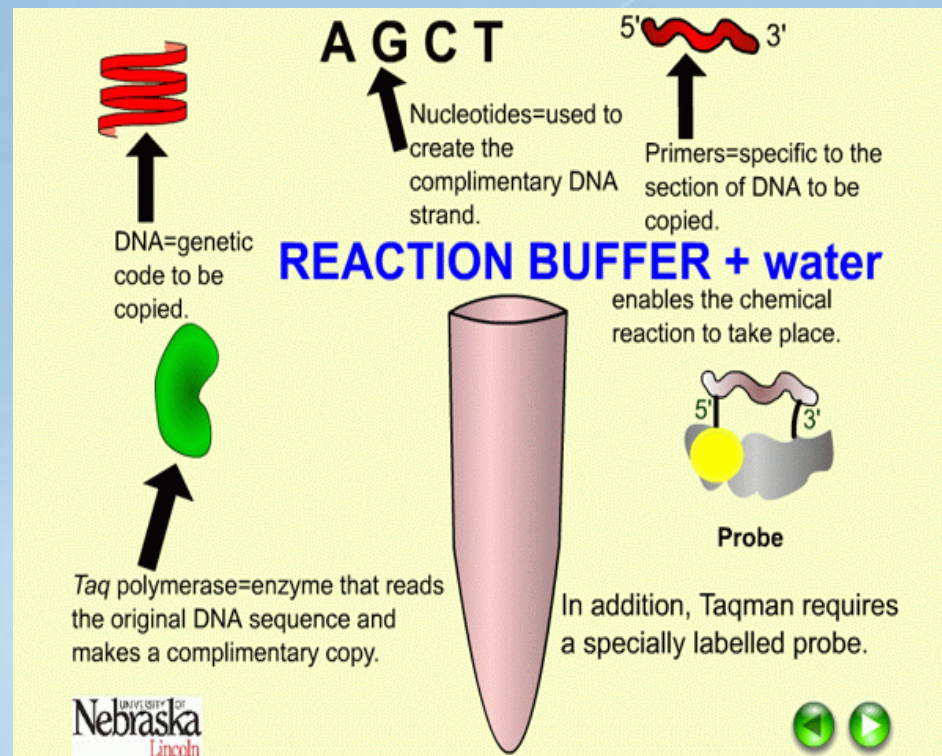 A G C T
5' 3'
Nucleotides=used to
create the
complimentary DNA
strand.
Primers=specific to the
section of DNA to be
copied.
DNA=genetic
code to be
copied.
REACTION BUFFER + water
enables the chemical
reaction to take place.
5' 3'
Probe
Taq polymerase=enzyme that reads
the original DNA sequence and
makes a complimentary copy.
In addition, Taqman requires
a specially labelled probe.
UNIVERSITY OF
Nebraska
Lincoln